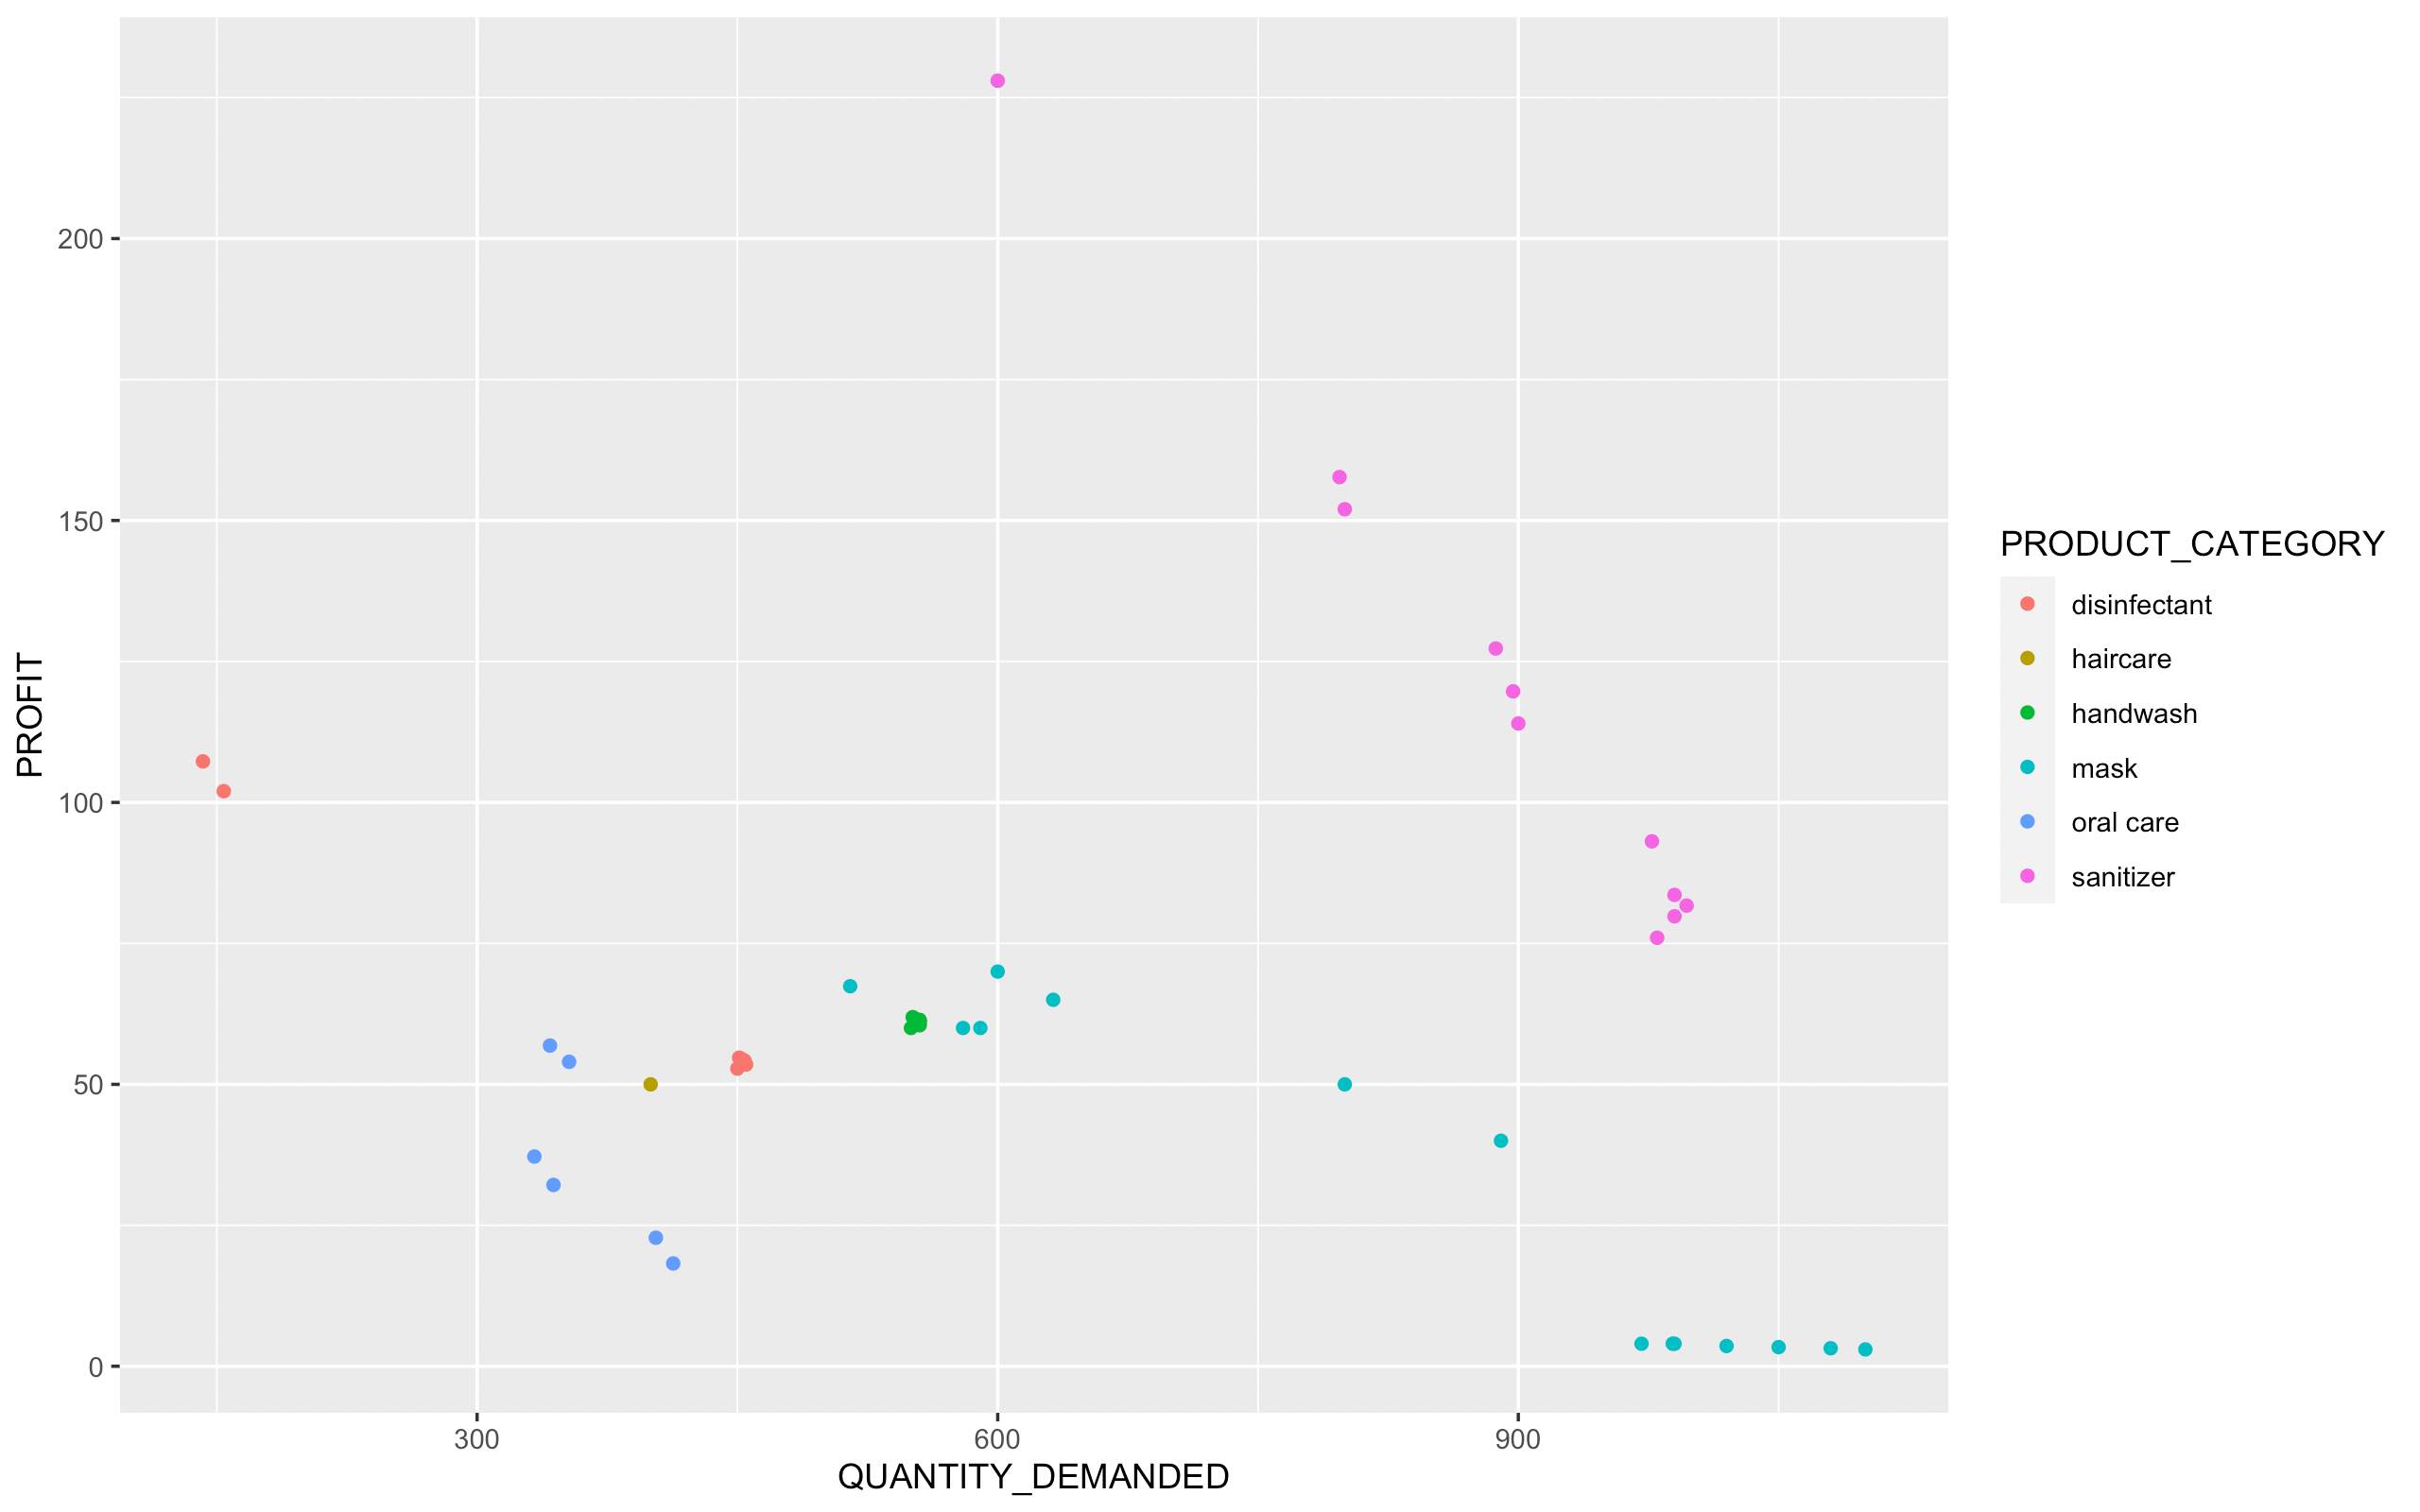 PROFIT
200
150
100
50
0
300 600 900
QUANTITY_DEMANDED
PRODUCT_CATEGORY
disinfectant
haircare
handwash
mask
oral care
sanitizer